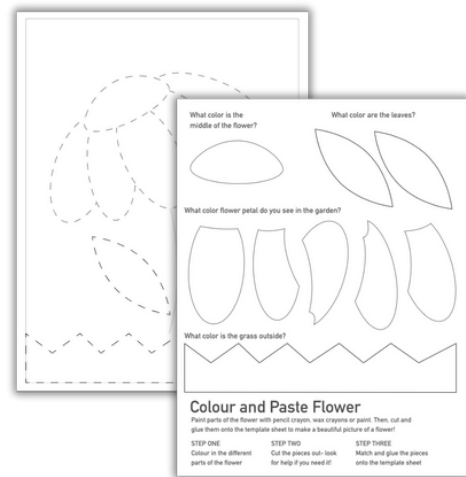 What color is the
middle of the flower?
What color are the leaves?
What color flower petal do you see in the garden?
What color is the grass outside?
Colour and Paste Flower
Paint parts of the flower with pencil crayon, wax crayons or paint. Then, cut and
glue them onto the template sheet to make a beautiful picture of a flower!
STEP ONE
Colour in the different
parts of the flower
STEP TWO
Cut the pieces out- look
for help if you need it!
STEP THREE
Match and glue the pieces
onto the template sheet